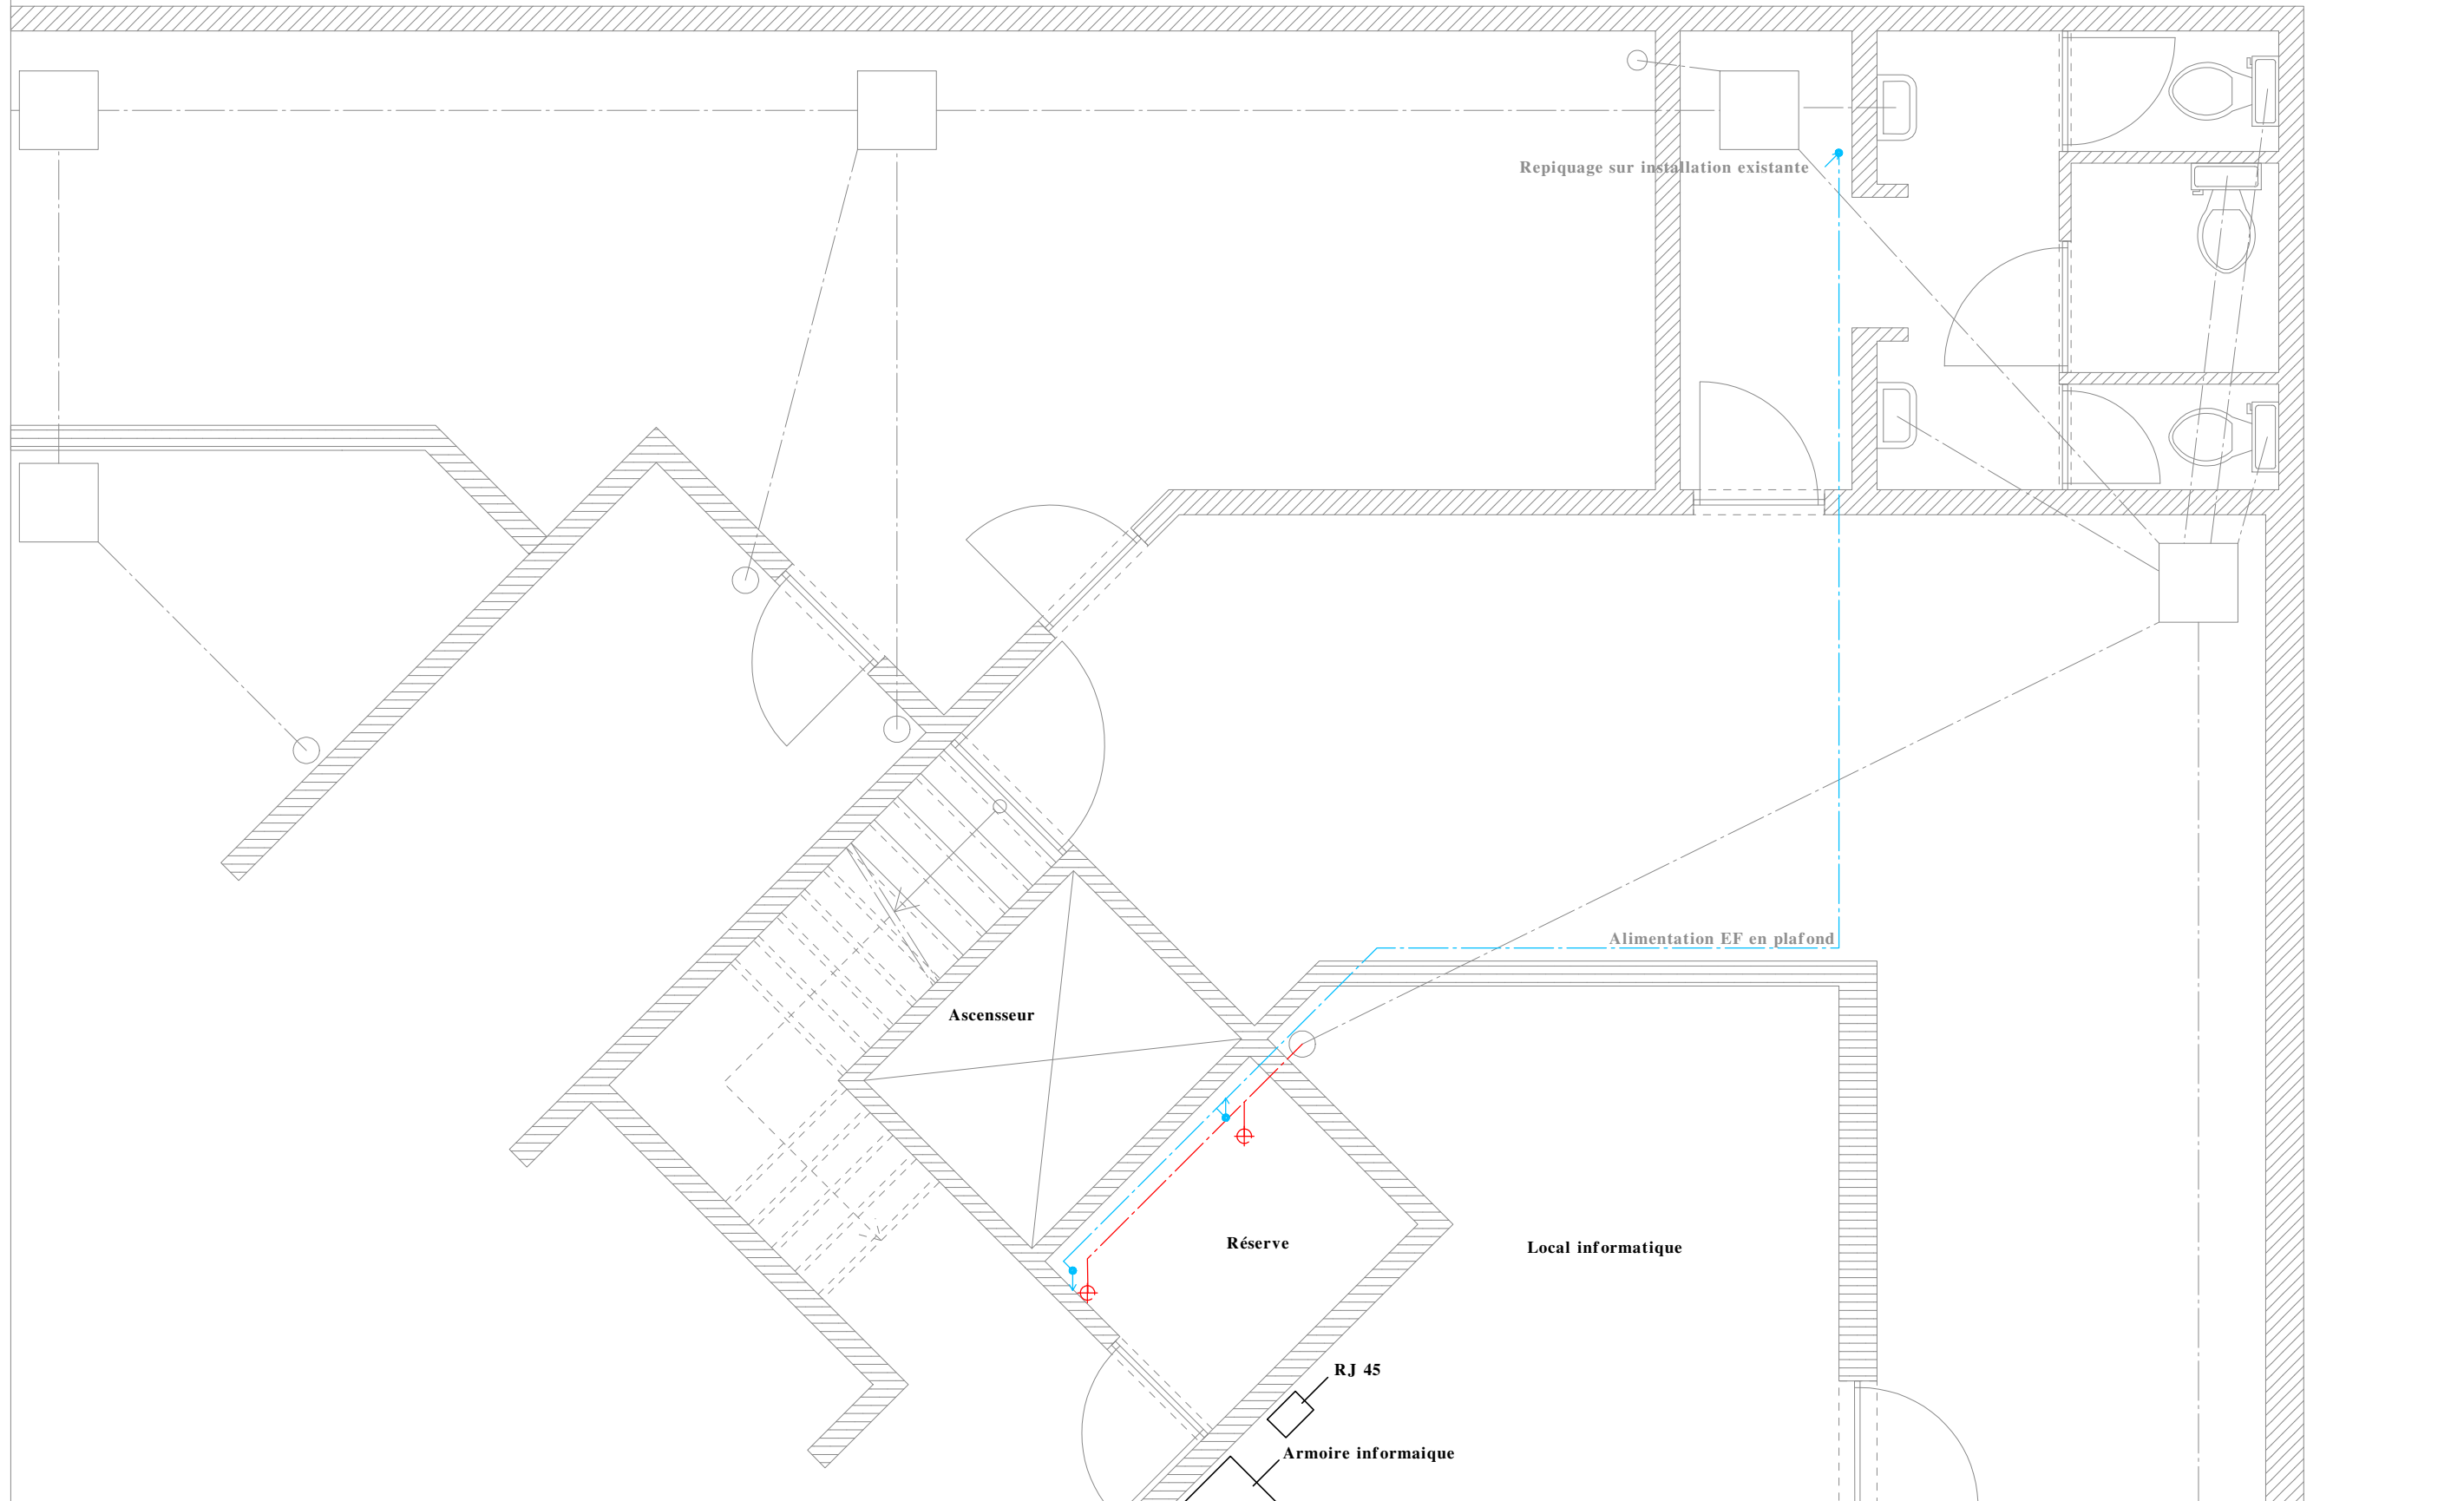 Repiquage sur installation existante
Alimentation EF en plafond
Ascensseur
Réserve
Local informatique
RJ 45
Armoire informaique